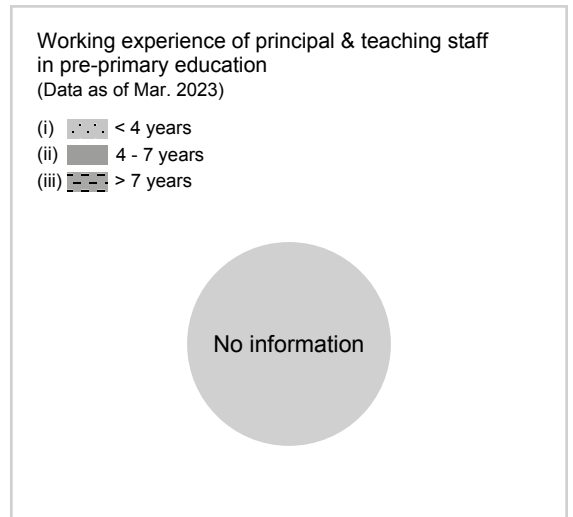 Working experience of principal & teaching staff
in pre-primary education
(Data as of Mar. 2023)
(i) < 4 years
(ii) 4 - 7 years
(iii) > 7 years
No information